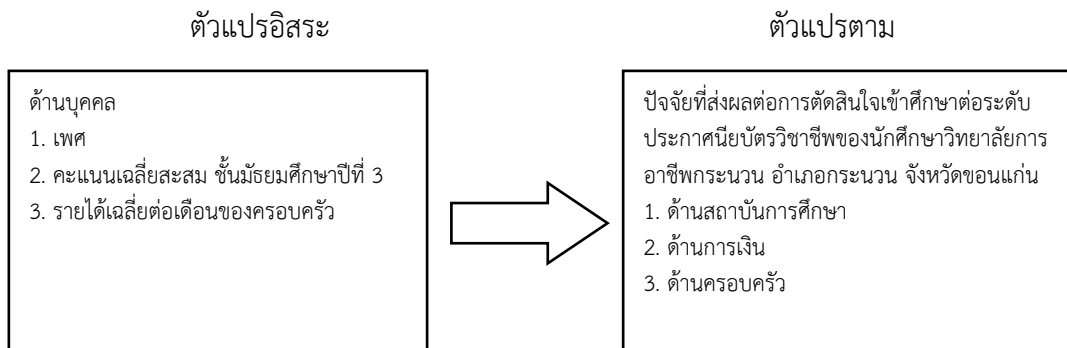 ตัวแปรอิสระ
ตัวแปรตาม
ด้านบุคคล
1. เพศ
2. คะแนนเฉลี่ยสะสม ชั้นมัธยมศึกษาปีที่ 3
3. รายได้เฉลี่ยต่อเดือนของครอบครัว
ปัจจัยที่ส่งผลต่อการตัดสินใจเข้าศึกษาต่อระดับ
ประกาศนียบัตรวิชาชีพของนักศึกษาวิทยาลัยการ
อาชีพกระนวน อำเภอกระนวน จังหวัดขอนแก่น
1. ด้านสถาบันการศึกษา
2. ด้านการเงิน
3. ด้านครอบครัว